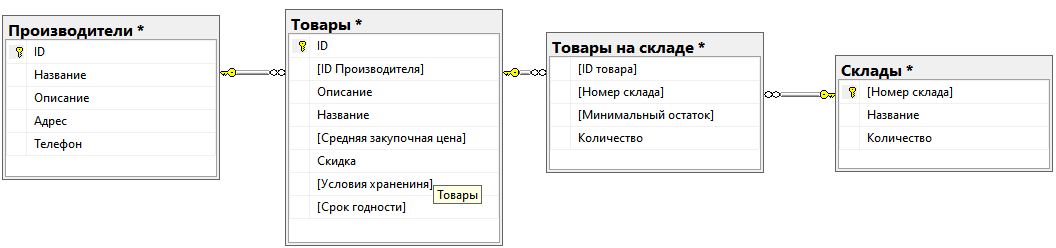 Производители *
ID
Название
Описание
Адрес
Телефон
Товары *
ID
[ID Производителя]
Описание
Название
[Средняя закупочная цена]
Скидка
[Условия хранениня]
[Срок годности]
Товары
Товары на складе *
[ID товара]
[Номер склада]
[Минимальный остаток]
Количество
Склады *
[Номер склада]
Название
Количество